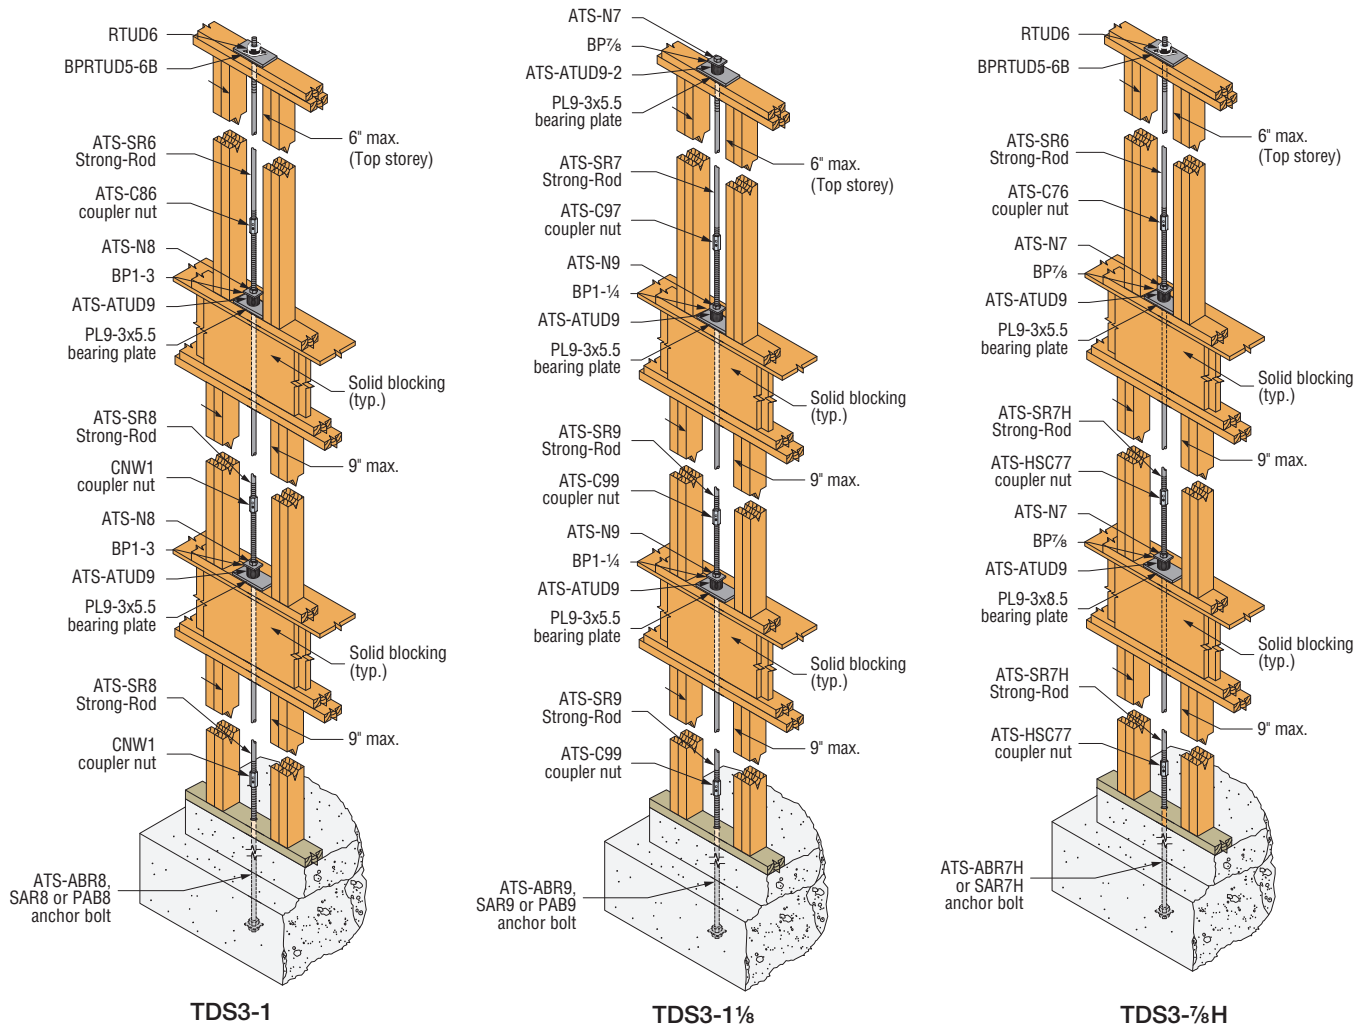 RTUD6
BPRTUD5-6B
6" max.
(Top storey)
ATS-SR6
Strong-Rod
ATS-C86
coupler nut
ATS-N8
BP1-3
ATS-ATUD9
PL9-3x5.5
bearing plate
Solid blocking
(typ.)
ATS-SR8
Strong-Rod
9" max.
CNW1
coupler nut
ATS-N8
BP1-3
ATS-ATUD9
PL9-3x5.5
bearing plate
Solid blocking
(typ.)
ATS-SR8
Strong-Rod
9" max.
CNW1
coupler nut
ATS-ABR8,
SAR8 or PAB8
anchor bolt
TDS3-1
ATS-N7
BP⅞
ATS-ATUD9-2
PL9-3x5.5
bearing plate
6" max.
(Top storey)
ATS-SR7
Strong-Rod
ATS-C97
coupler nut
ATS-N9
BP1-¼
ATS-ATUD9
PL9-3x5.5
bearing plate
Solid blocking
(typ.)
ATS-SR9
Strong-Rod
9" max.
ATS-C99
coupler nut
ATS-N9
BP1-¼
ATS-ATUD9
PL9-3x5.5
bearing plate
Solid blocking
(typ.)
ATS-SR9
Strong-Rod
9" max.
ATS-C99
coupler nut
ATS-ABR9,
SAR9 or PAB9
anchor bolt
TDS3-1⅛
RTUD6
BPRTUD5-6B
6" max.
(Top storey)
ATS-SR6
Strong-Rod
ATS-C76
coupler nut
ATS-N7
BP⅞
ATS-ATUD9
PL9-3x5.5
bearing plate
Solid blocking
(typ.)
ATS-SR7H
Strong-Rod
9" max.
ATS-HSC77
coupler nut
ATS-N7
BP⅞
ATS-ATUD9
PL9-3x8.5
bearing plate
Solid blocking
(typ.)
ATS-SR7H
Strong-Rod
9" max.
ATS-HSC77
coupler nut
ATS-ABR7H
or SAR7H
anchor bolt
TDS3-⅞H